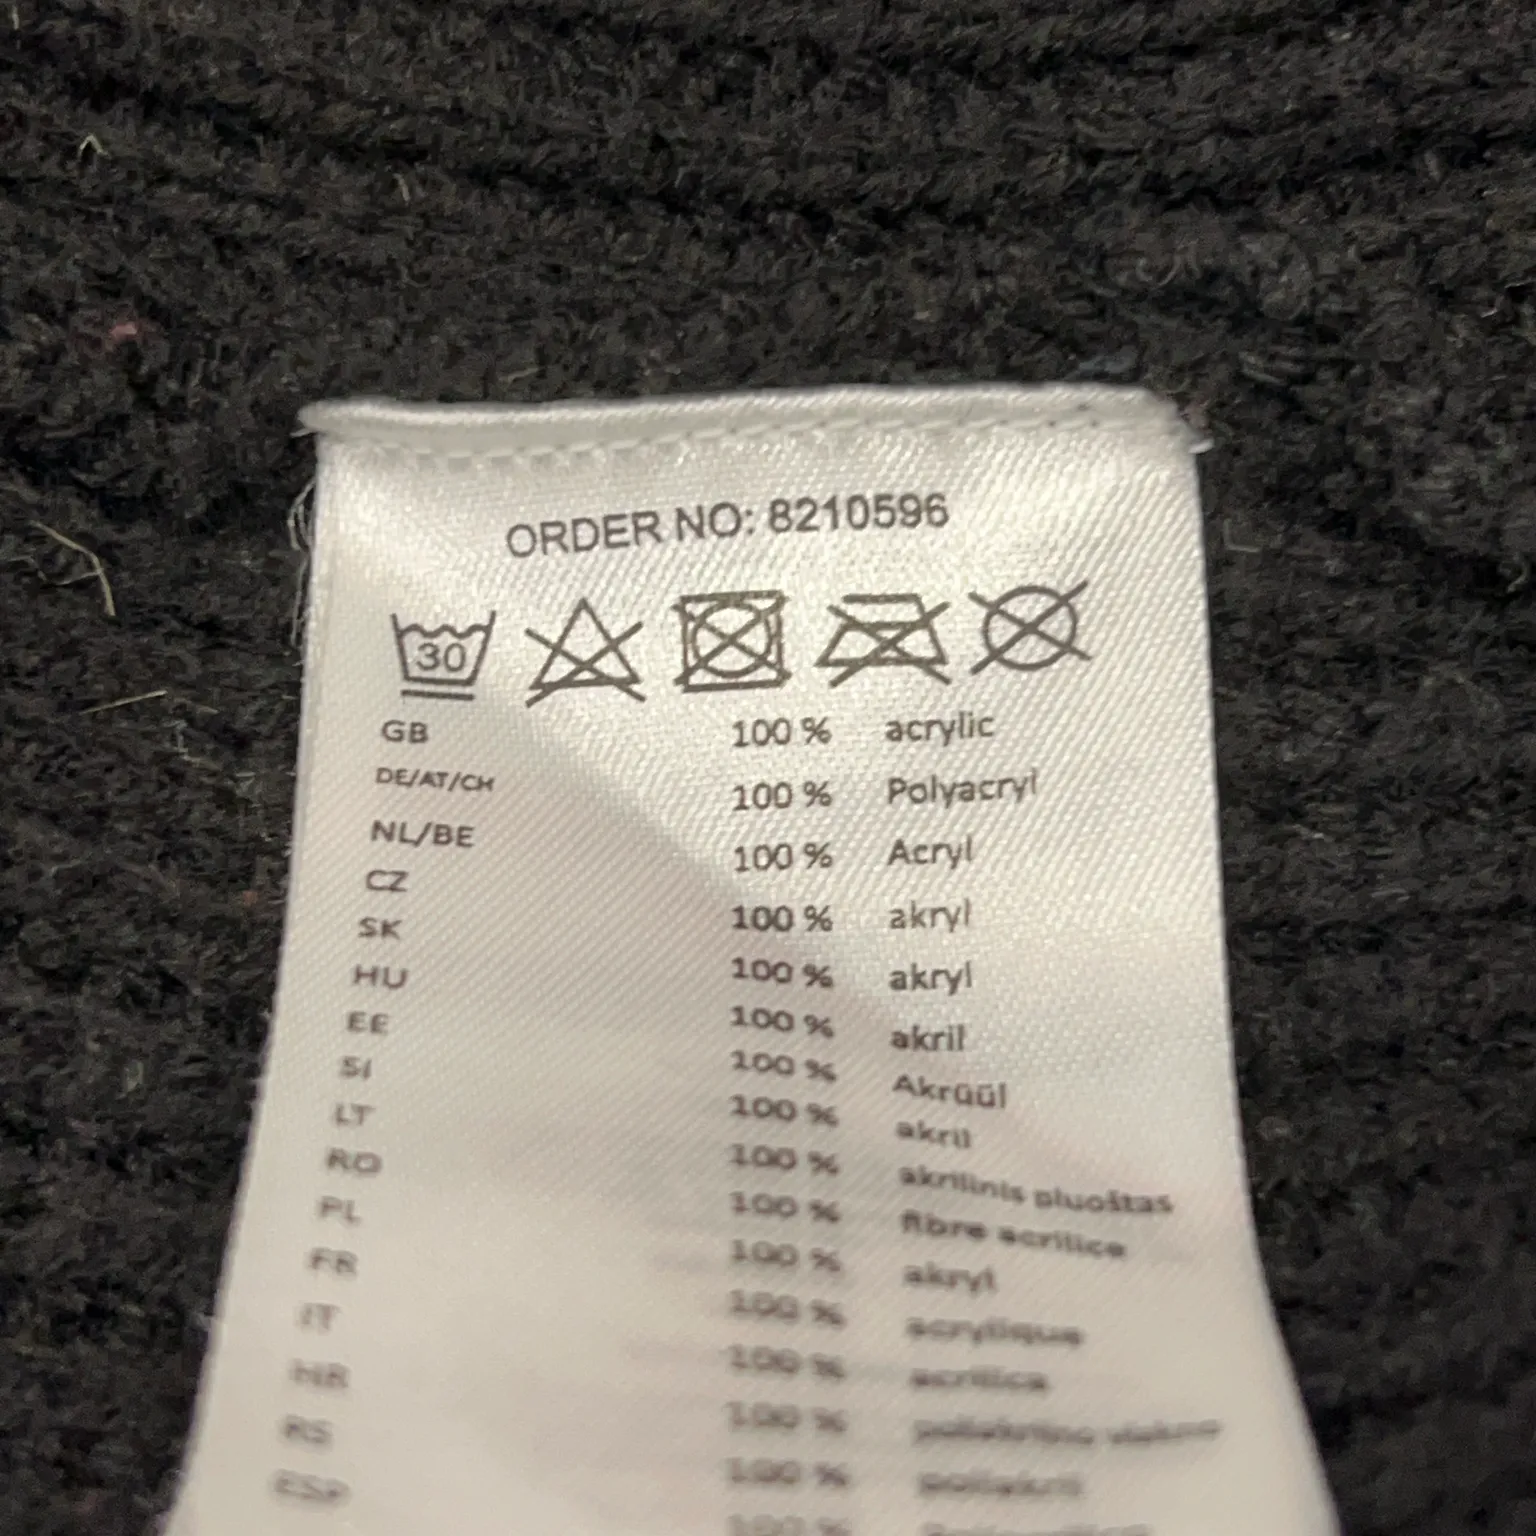 ORDER NO: 8210596
30
GB 100 % acrylic
DE/AT/CH 100 % Polyacryl
NL/BE 100 % Acryl
CZ 100 % akryl
SK 100 % akryl
HU 100 % akril
EE 100 % Akrüül
SI 100 % akril
LT 100 % akrilinis pluoštas
RO 100 % fibre acrilice
PL 100 % akryl
FR 100 % acrylique
IT 100 % acrilica
HR 100 %
RS 100 % poliakril
ESP 100 %